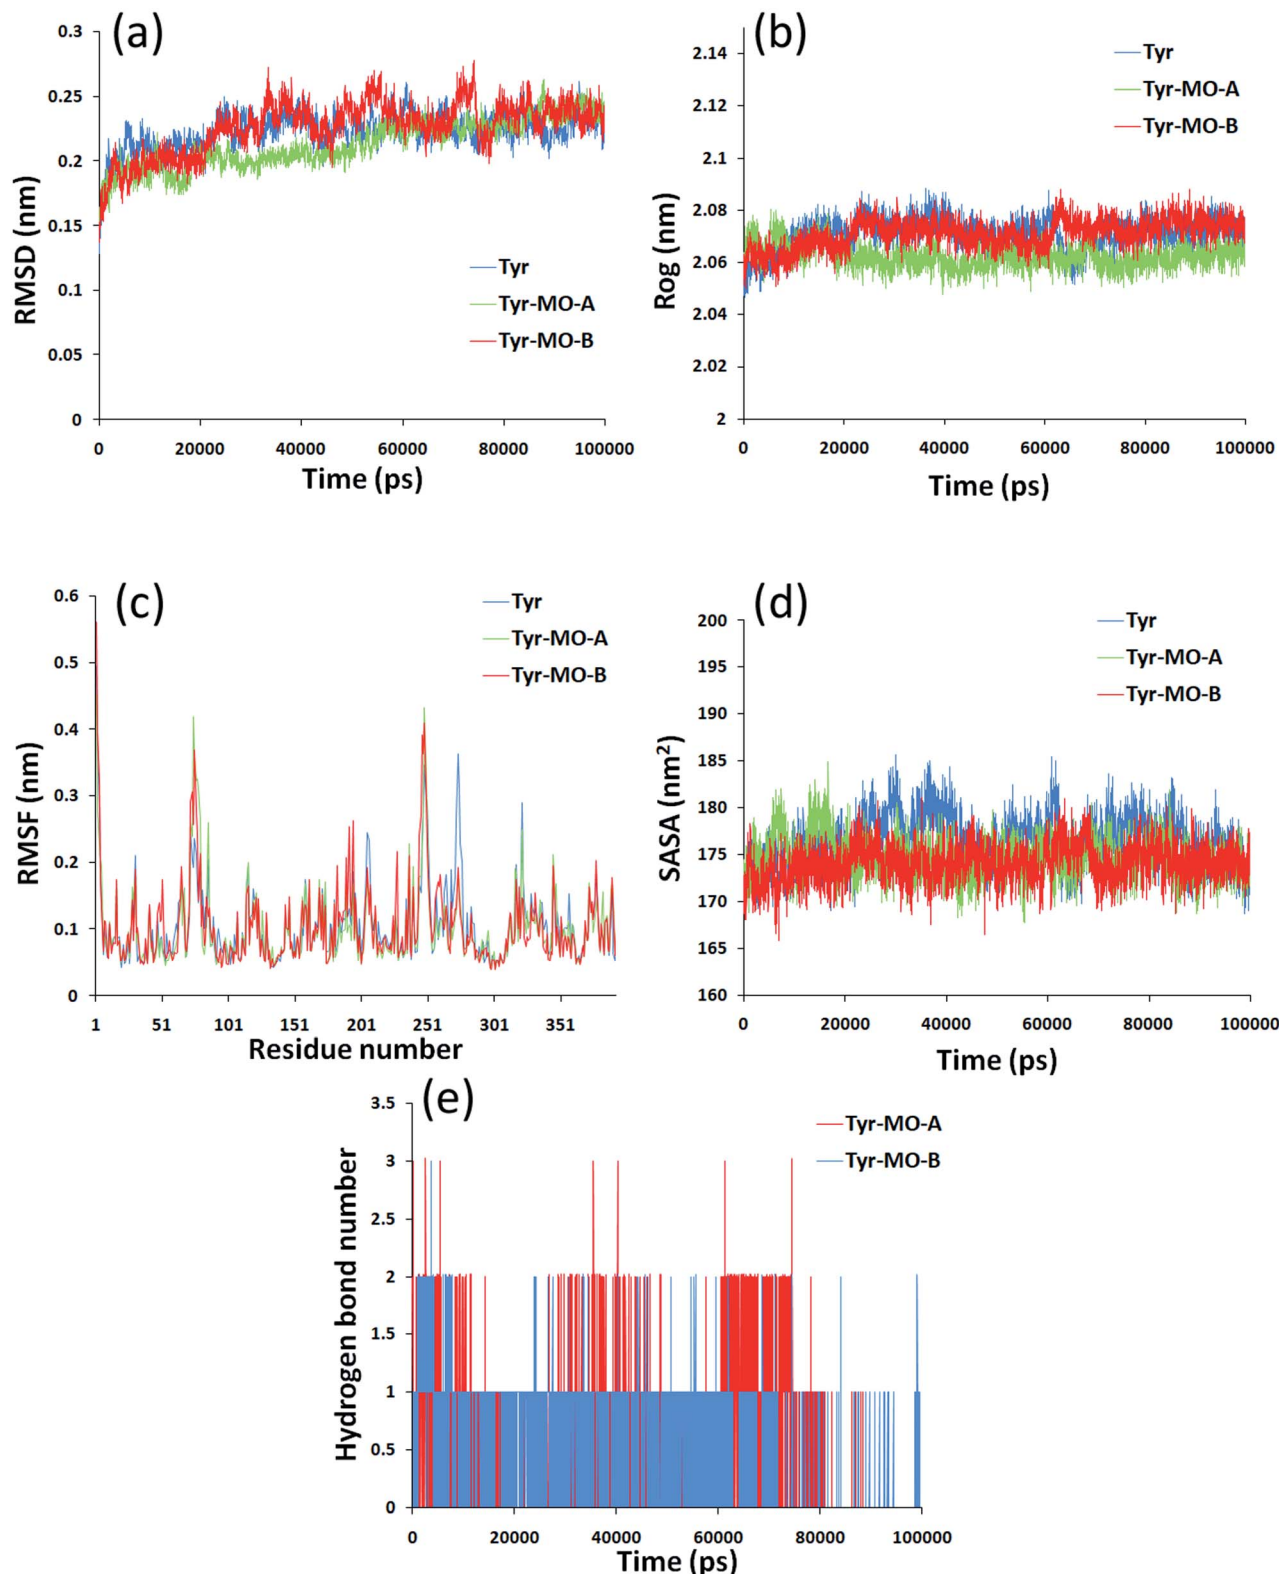 (a)
RMSD (nm)
0.3
0.25
0.2
0.15
0.1
0.05
0
Tyr
Tyr-MO-A
Tyr-MO-B
0 20000 40000 60000 80000 100000
Time (ps)
(b)
Rog (nm)
2.14
2.12
2.1
2.08
2.06
2.04
2.02
2
Tyr
Tyr-MO-A
Tyr-MO-B
0 20000 40000 60000 80000 100000
Time (ps)
(c)
RMSF (nm)
0.6
0.5
0.4
0.3
0.2
0.1
0
Tyr
Tyr-MO-A
Tyr-MO-B
1 51 101 151 201 251 301 351
Residue number
(d)
SASA (nm²)
200
195
190
185
180
175
170
165
160
Tyr
Tyr-MO-A
Tyr-MO-B
0 20000 40000 60000 80000 100000
Time (ps)
(e)
Hydrogen bond number
3.5
3
2.5
2
1.5
1
0.5
0
Tyr-MO-A
Tyr-MO-B
0 20000 40000 60000 80000 100000
Time (ps)